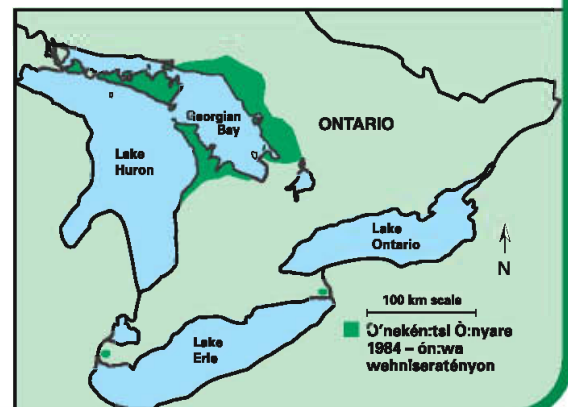 Georgian
Bay
ONTARIO
Lake
Huron
Lake
Ontario
N
100 km scale
Lake
Erie
O'nekén:tsi Ò:nyare
1984 – ón:wa
wehniseratényon